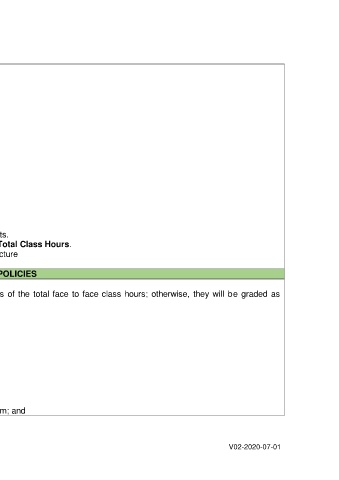 ts.
Total Class Hours.
cture
POLICIES
s of the total face to face class hours; otherwise, they will be graded as
m; and
V02-2020-07-01